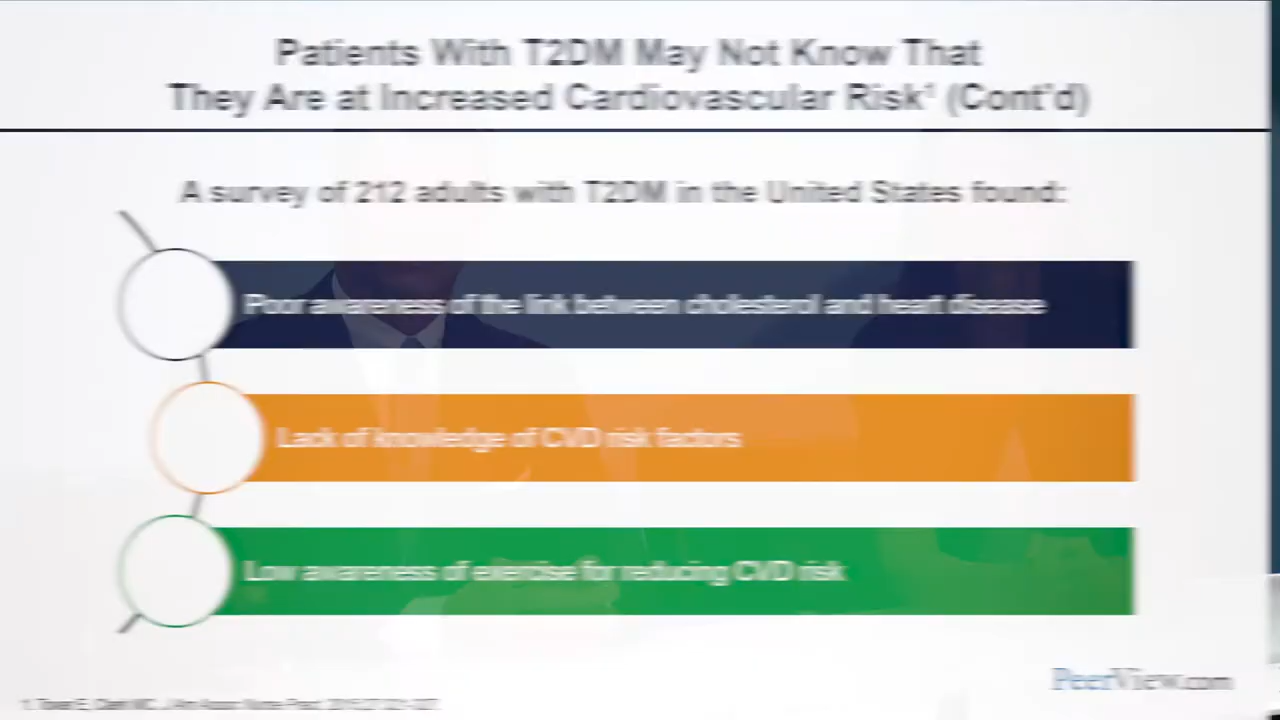 Patients With T2DM May Not Know That
They Are at Increased Cardiovascular Risk¹ (Cont'd)
A survey of 212 adults with T2DM in the United States found:
Poor awareness of the link between cholesterol and heart disease
Lack of knowledge of CVD risk factors
Low awareness of exercise for reducing CVD risk
PeerView.com
1.